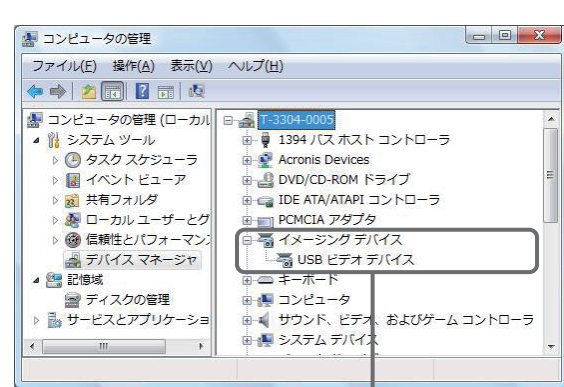 コンピュータの管理
ファイル(F) 操作(A) 表示(V) ヘルプ(H)
コンピュータの管理 (ローカル
システム ツール
タスク スケジューラ
イベント ビューア
共有フォルダ
ローカル ユーザーとグ
信頼性とパフォーマン
デバイス マネージャ
記憶域
ディスクの管理
サービスとアプリケーショ
T-3304-0005
1394 バス ホスト コントローラ
Acronis Devices
DVD/CD-ROM ドライブ
IDE ATA/ATAPI コントローラ
PCMCIA アダプタ
イメージング デバイス
USB ビデオ デバイス
キーボード
コンピュータ
サウンド、ビデオ、およびゲーム コントローラ
システム デバイス